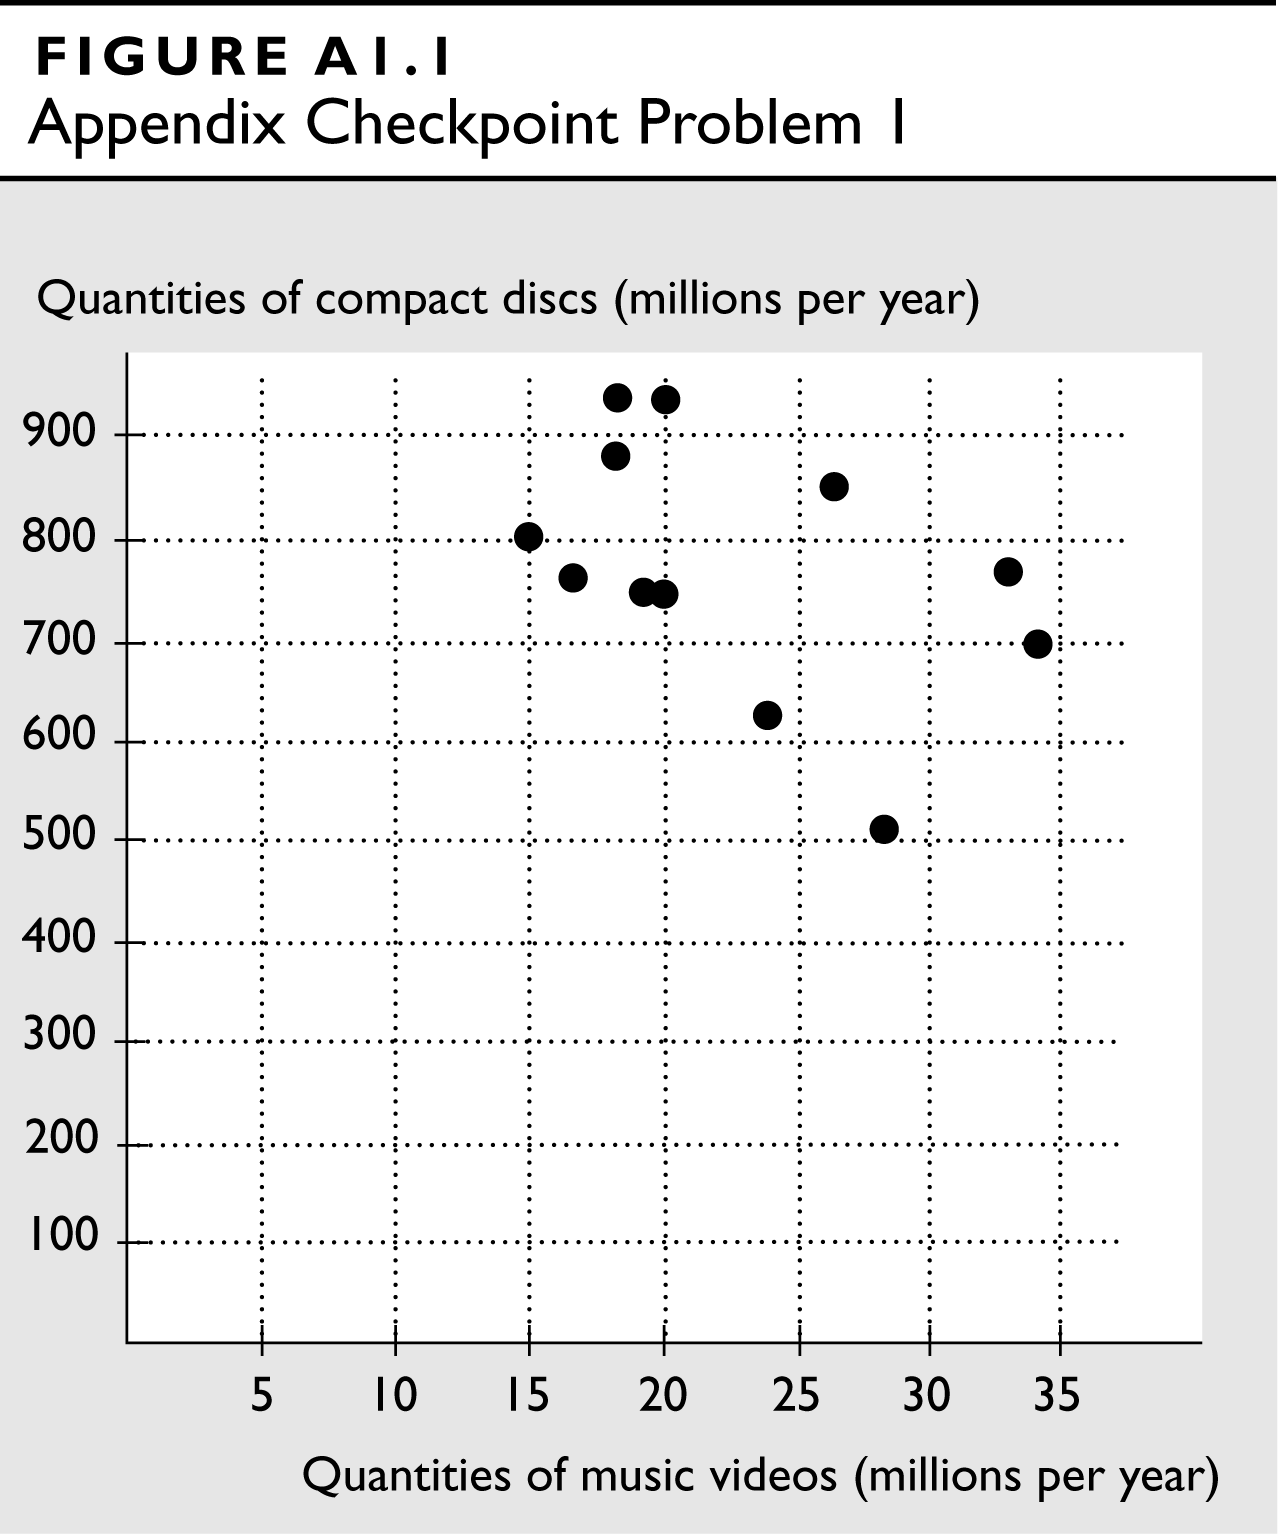 FIGURE A1.1
Appendix Checkpoint Problem 1
Quantities of compact discs (millions per year)
900
800
700
600
500
400
300
200
100
5 10 15 20 25 30 35
Quantities of music videos (millions per year)